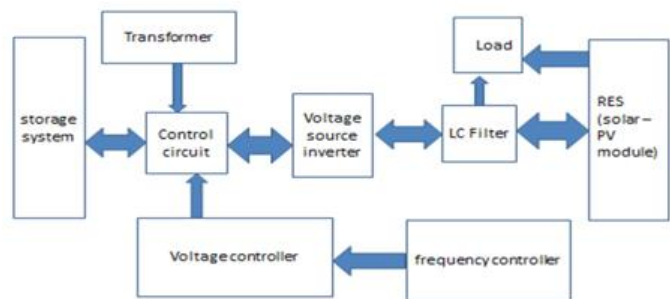 Transformer
Load
storage
system
Control
circuit
Voltage
source
inverter
LC Filter
RES
(solar –
PV
module)
Voltage controller
frequency controller